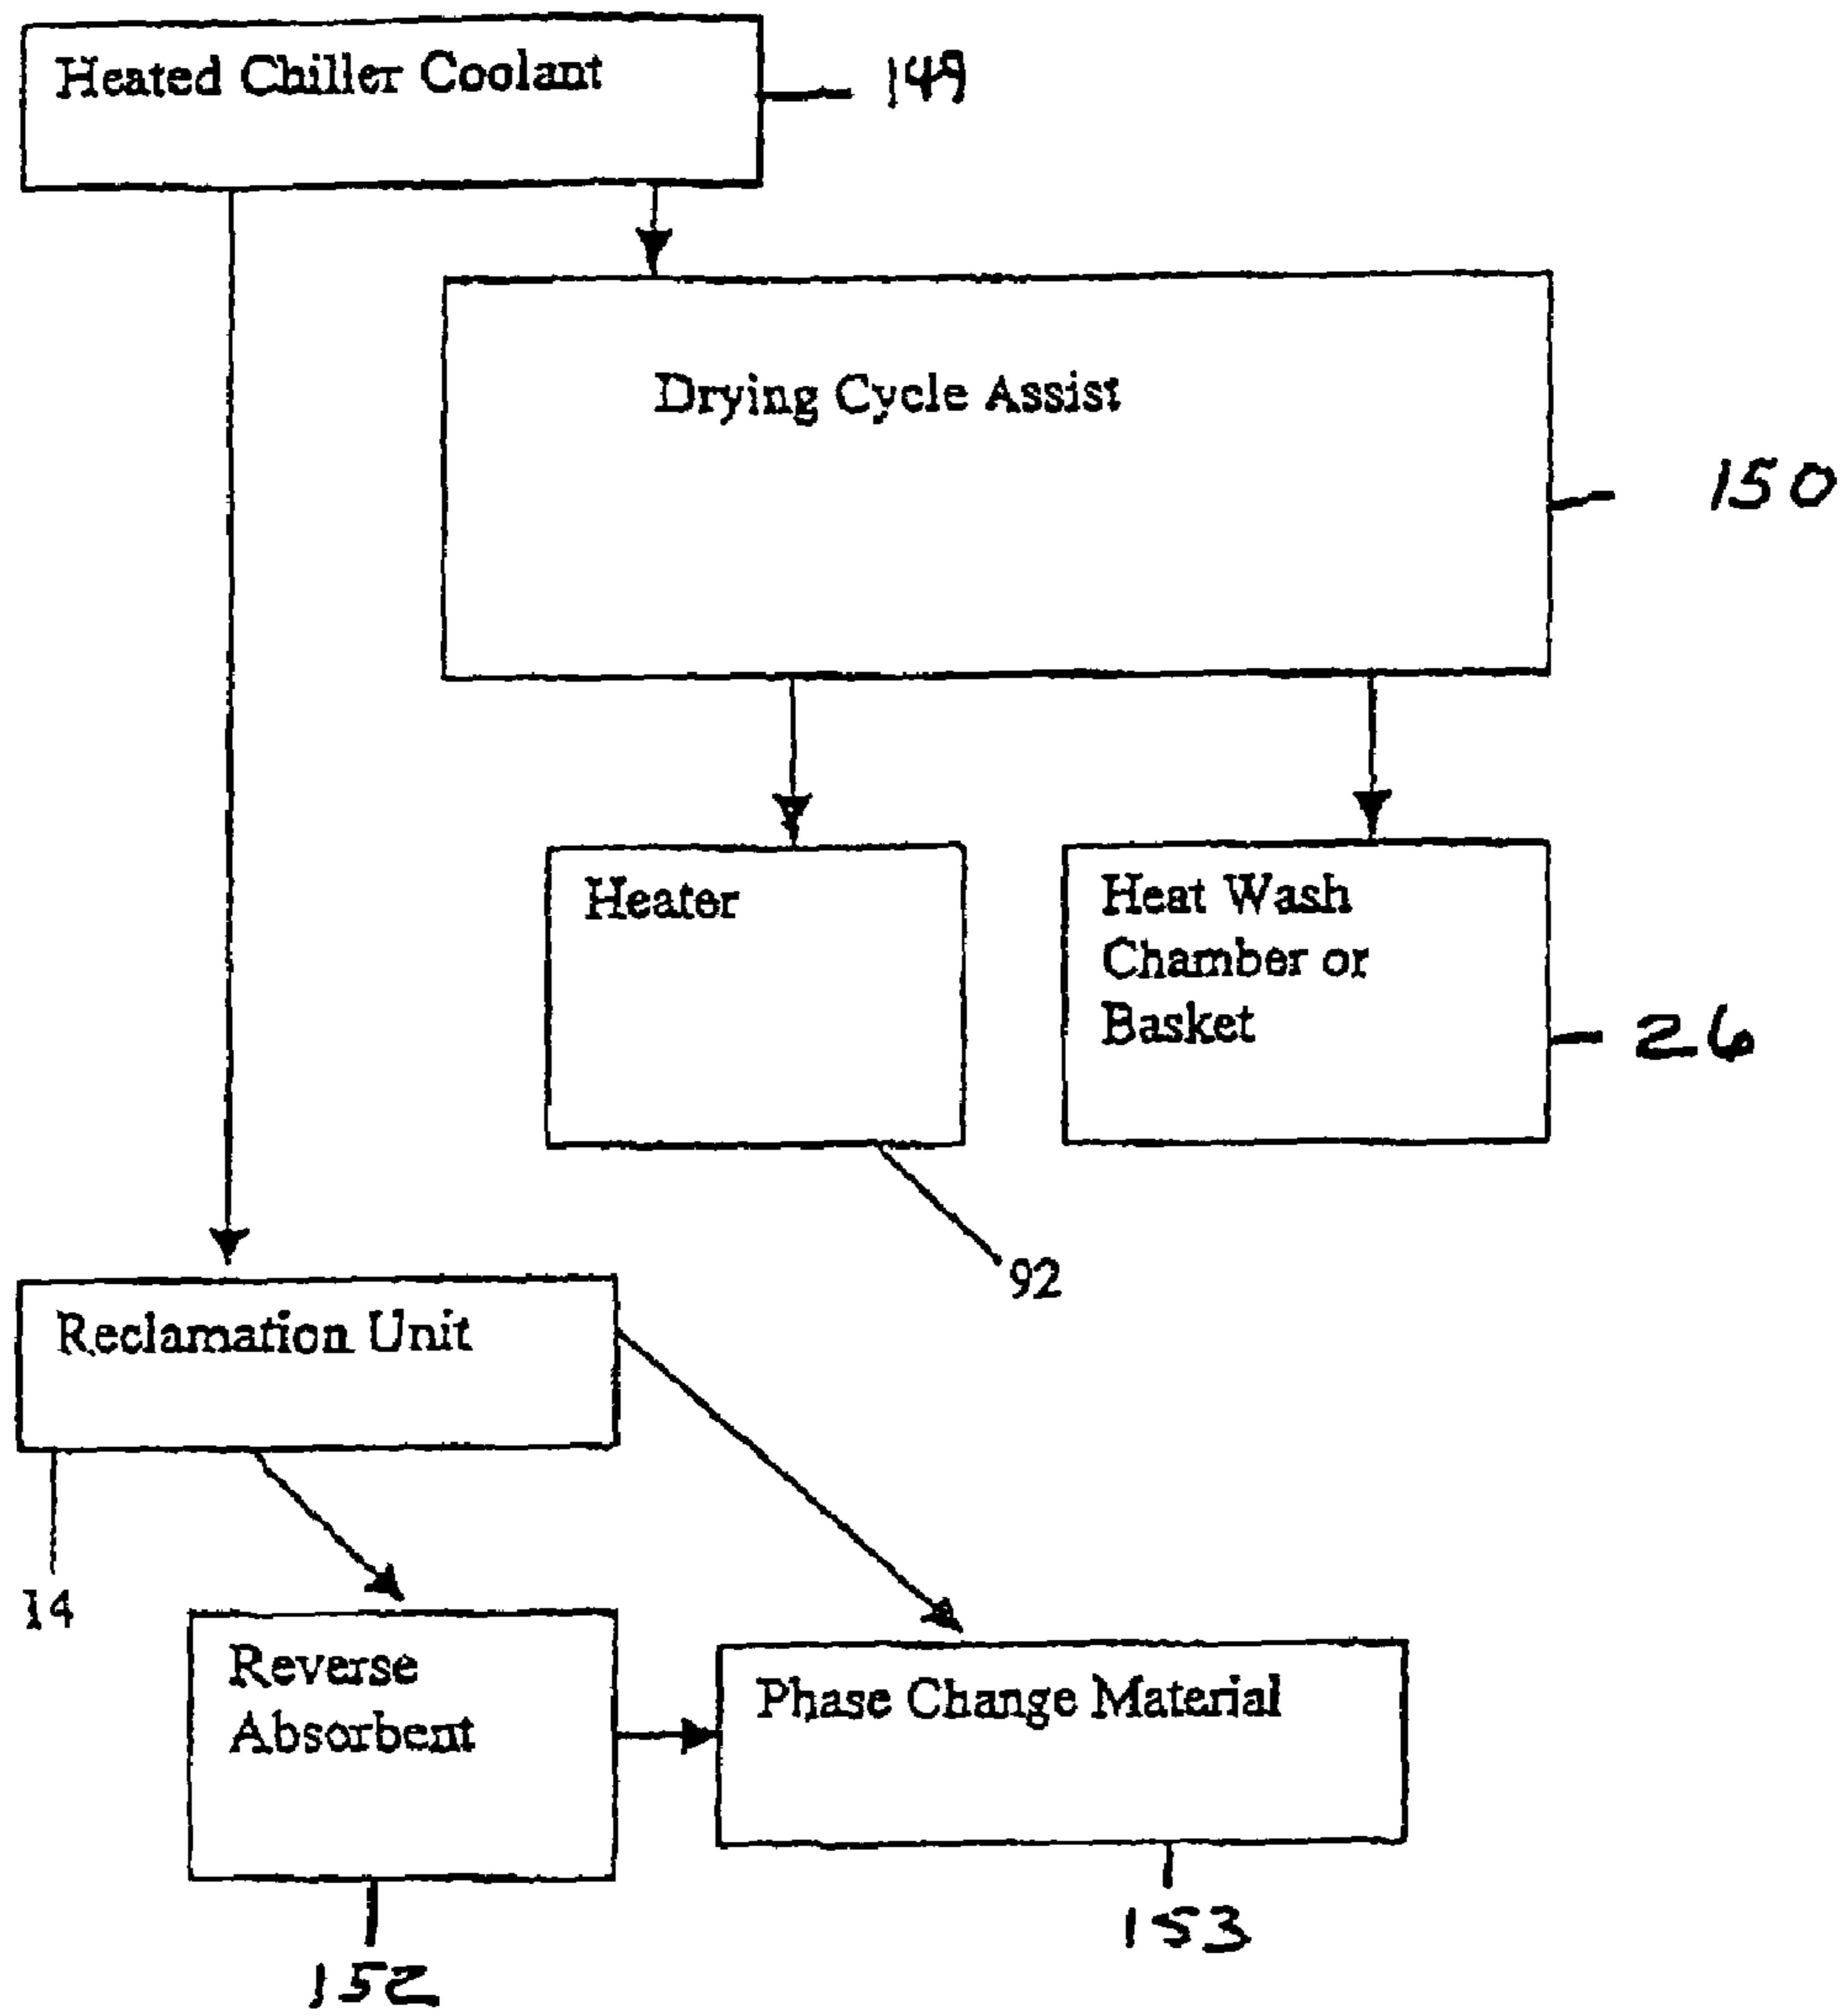 Heated Chiller Coolant
149
Drying Cycle Assist
150
Heater
Heat Wash
Chamber or
Basket
26
92
Reclamation Unit
14
Reverse
Absorbent
Phase Change Material
153
152